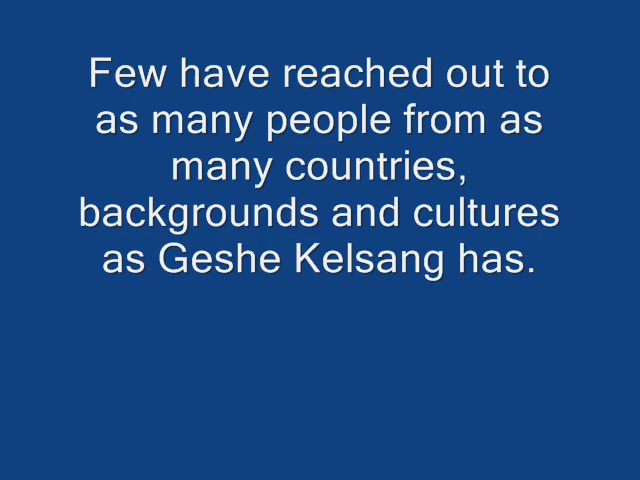 Few have reached out to
as many people from as
many countries,
backgrounds and cultures
as Geshe Kelsang has.